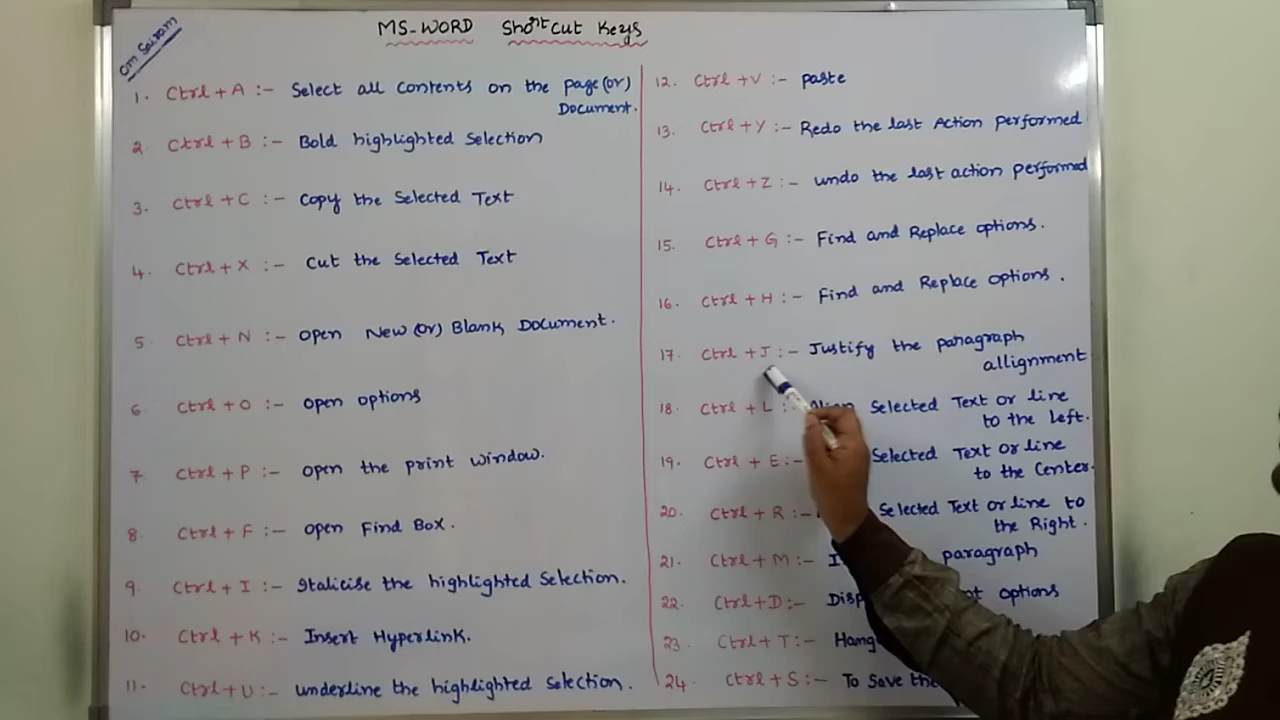 Om Sairam
MS-WORD Shortcut Keys
1. Ctrl + A :- Select all Contents on the page (or)
Document.
2. Ctrl + B :- Bold highlighted Selection
3. Ctrl + C :- Copy the Selected Text
4. Ctrl + X :- Cut the Selected Text
5. Ctrl + N :- Open New (or) Blank Document.
6. Ctrl + O :- Open options
7. Ctrl + P :- Open the print window.
8. Ctrl + F :- Open Find Box.
9. Ctrl + I :- Italicise the highlighted Selection.
10. Ctrl + K :- Insert Hyperlink.
11. Ctrl + U :- underline the highlighted Selection.
12. Ctrl + V :- paste
13. Ctrl + Y :- Redo the last Action performed
14. Ctrl + Z :- undo the last action performed
15. Ctrl + G :- Find and Replace options.
16. Ctrl + H :- Find and Replace options.
17. Ctrl + J :- Justify the paragraph
allignment
18. Ctrl + L :- Selected Text or line
to the left.
19. Ctrl + E :- Selected Text or line
to the Center.
20. Ctrl + R :- Selected Text or line to
the Right.
21. Ctrl + M :- paragraph
22. Ctrl + D :- options
23. Ctrl + T :-
24. Ctrl + S :- To Save the